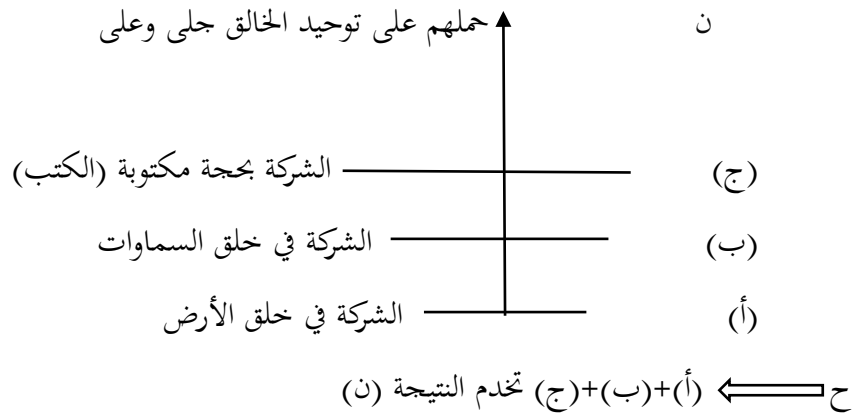 ن حملهم على توحيد الخالق جلى وعلى
(ج) الشركة بحجة مكتوبة (الكتب)
(ب) الشركة في خلق السماوات
(أ) الشركة في خلق الأرض
ح (أ)+(ب)+(ج) تخدم النتيجة (ن)